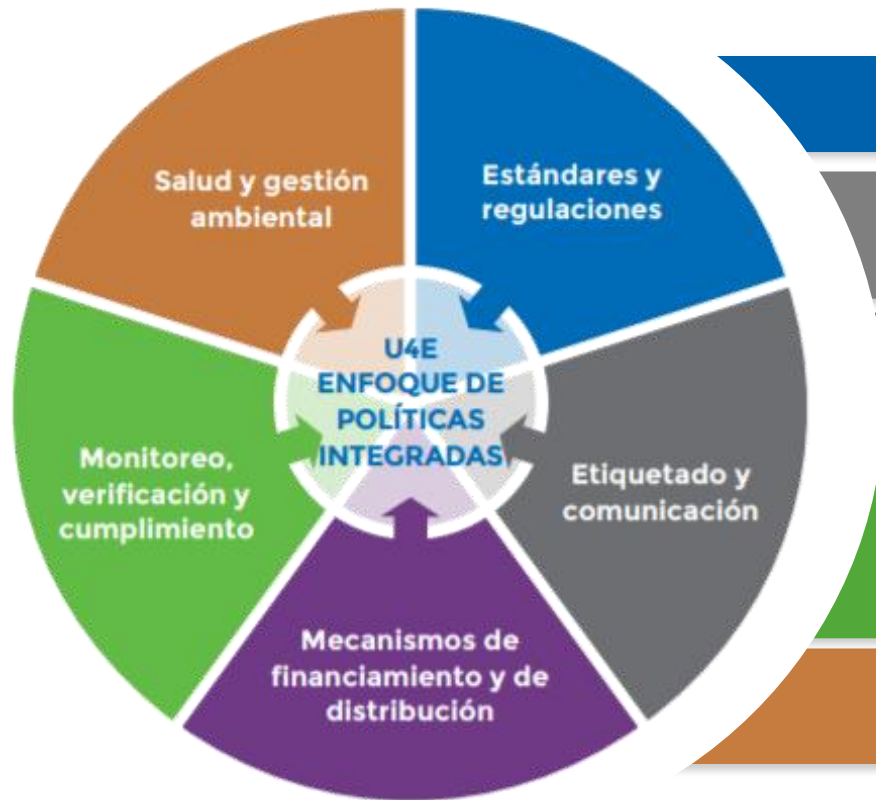 Salud y gestión
ambiental
Estándares y
regulaciones
U4E
ENFOQUE DE
POLÍTICAS
INTEGRADAS
Monitoreo,
verificación y
cumplimiento
Etiquetado y
comunicación
Mecanismos de
financiamiento y de
distribución